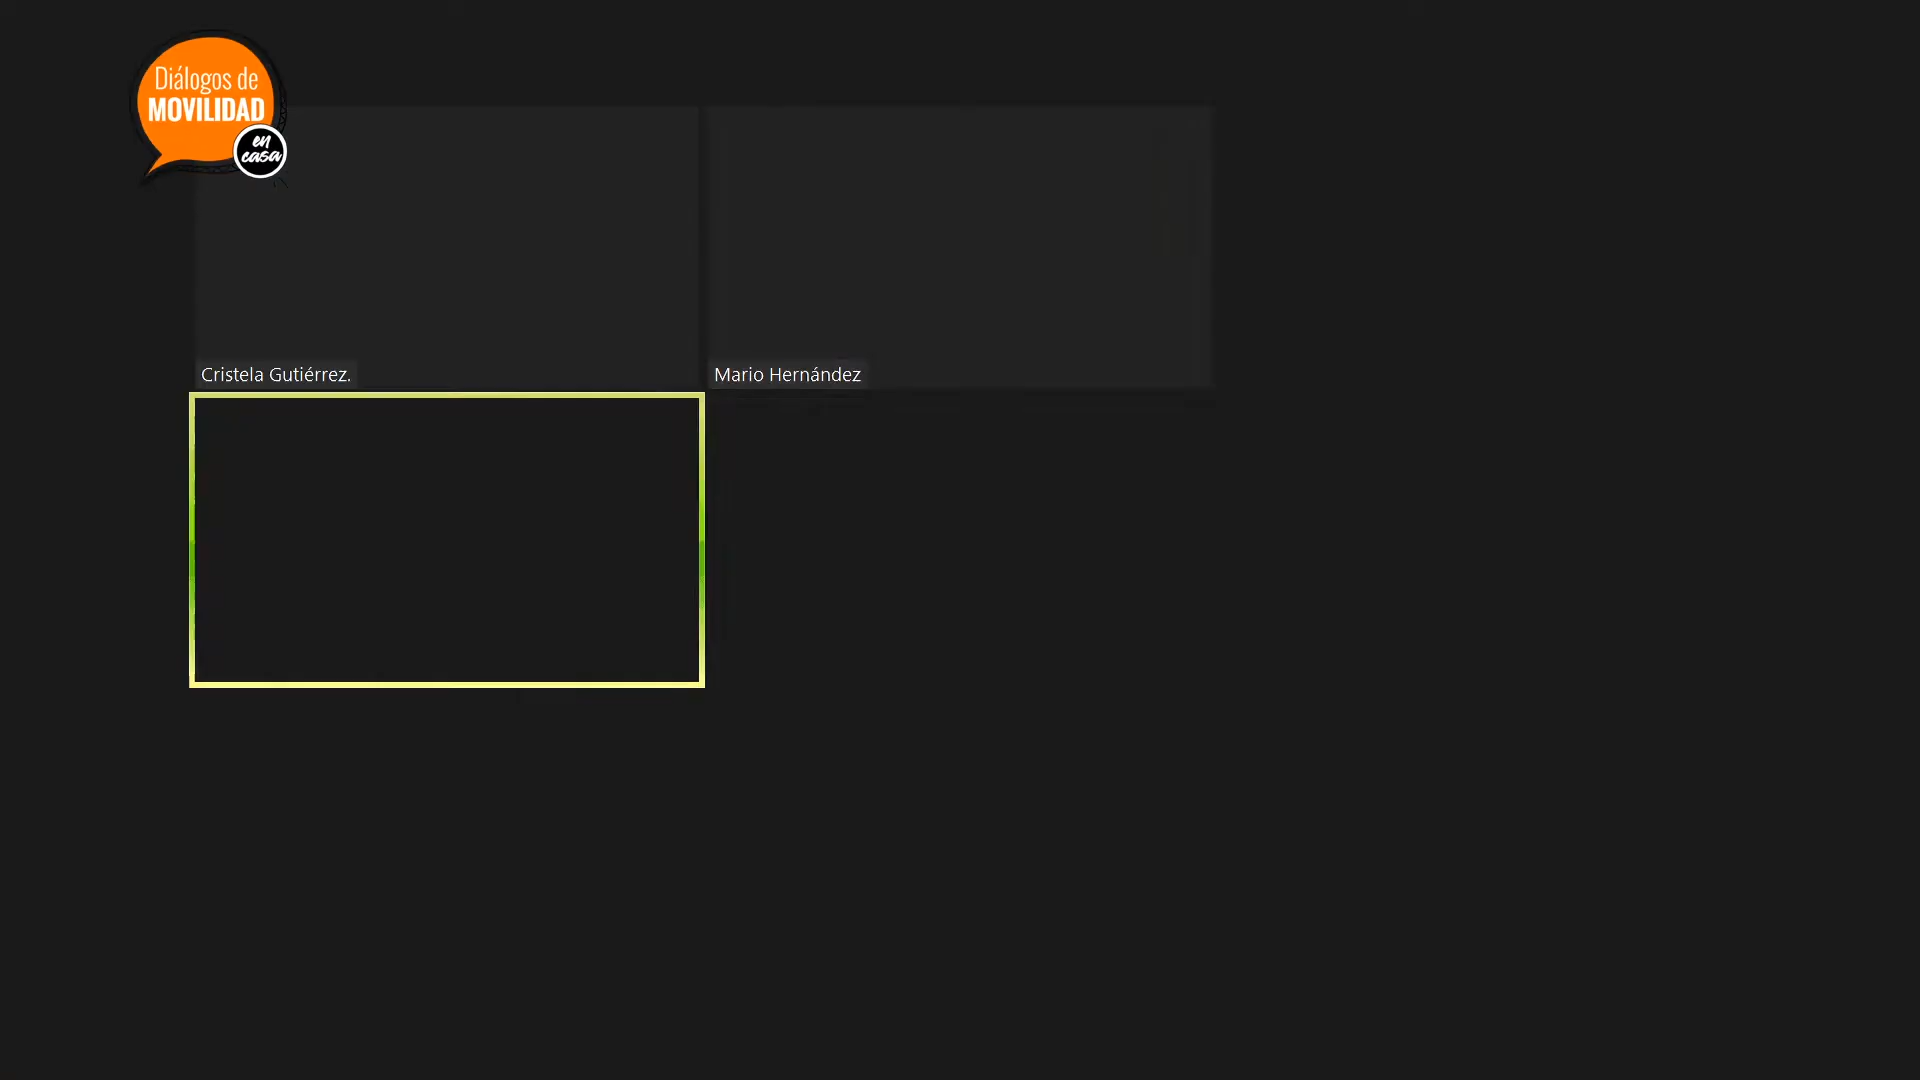 Diálogos de
MOVILIDAD
en
casa
Cristela Gutiérrez.
Mario Hernández